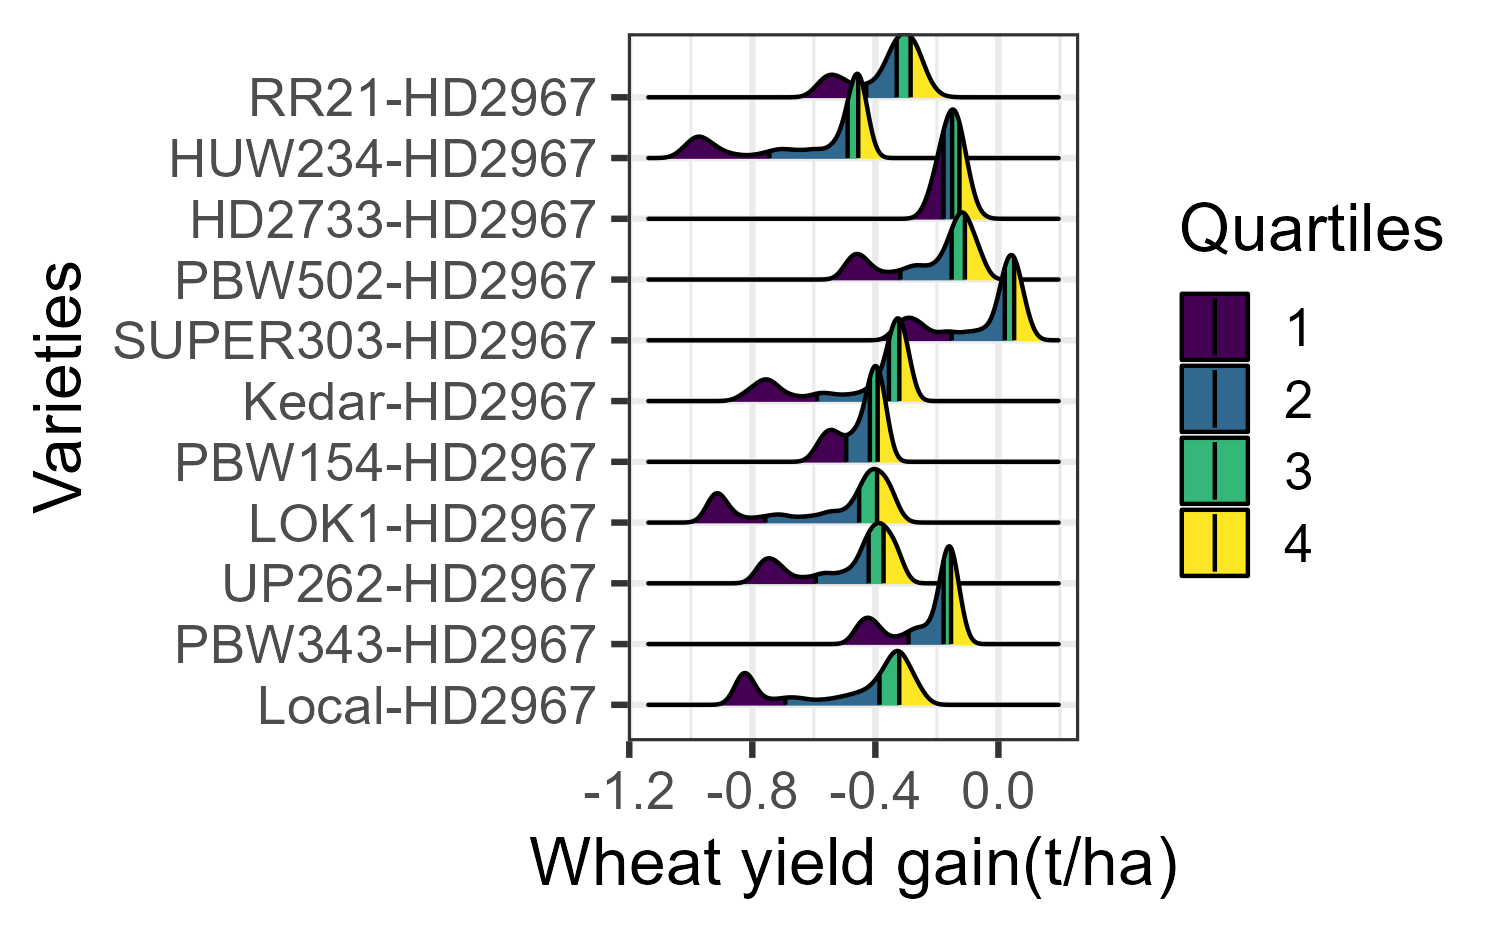 RR21-HD2967
HUW234-HD2967
HD2733-HD2967
PBW502-HD2967
SUPER303-HD2967
Kedar-HD2967
PBW154-HD2967
LOK1-HD2967
UP262-HD2967
PBW343-HD2967
Local-HD2967
Varieties
-1.2 -0.8 -0.4 0.0
Wheat yield gain(t/ha)
Quartiles
1
2
3
4